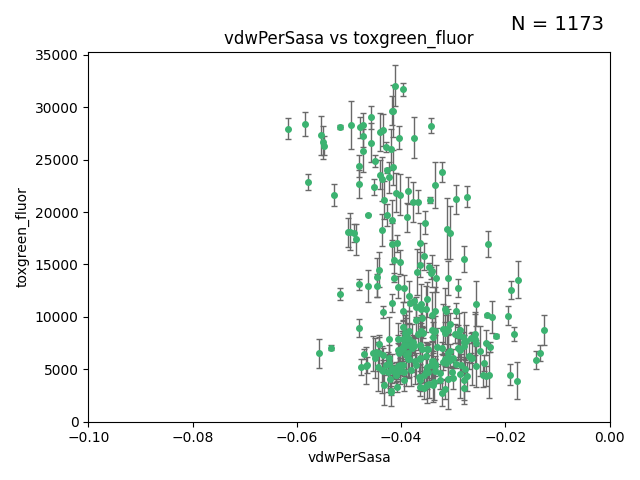 N = 1173
vdwPerSasa vs toxgreen_fluor
35000
30000
25000
20000
15000
10000
5000
0
toxgreen_fluor
−0.10 −0.08 −0.06 −0.04 −0.02 0.00
vdwPerSasa